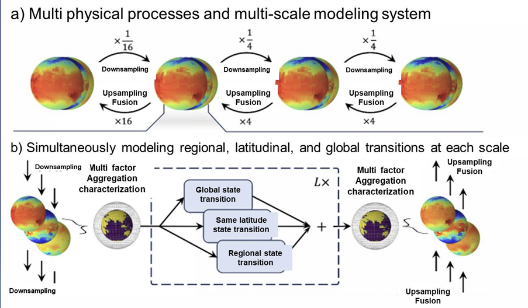 a) Multi physical processes and multi-scale modeling system
×1/16
×1/4
×1/4
Downsampling
Downsampling
Downsampling
Upsampling
Fusion
Upsampling
Fusion
Upsampling
Fusion
×16
×4
×4
b) Simultaneously modeling regional, latitudinal, and global transitions at each scale
Downsampling
Multi factor
Aggregation
characterization
Global state
transition
Same latitude
state transition
Regional state
transition
L×
+
Multi factor
Aggregation
characterization
Upsampling
Fusion
Downsampling
Upsampling
Fusion